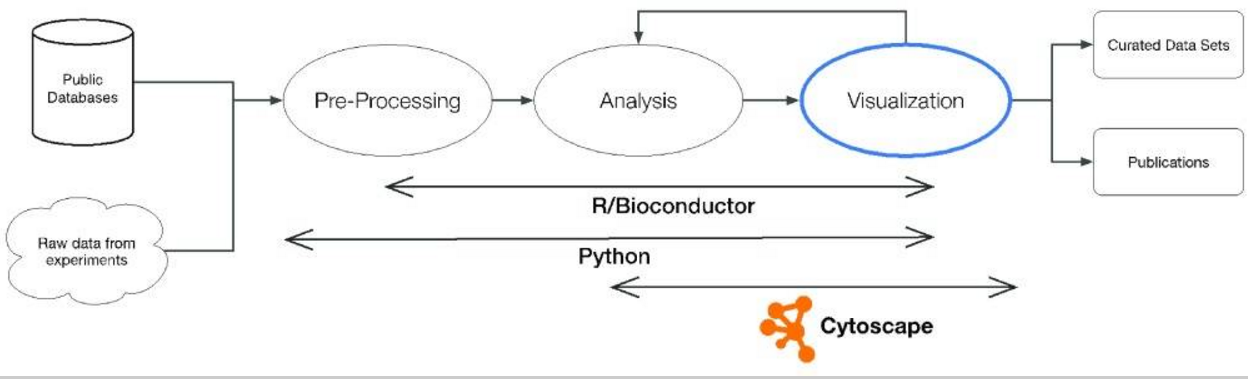 Public
Databases
Raw data from
experiments
Pre-Processing
Analysis
Visualization
Curated Data Sets
Publications
R/Bioconductor
Python
Cytoscape